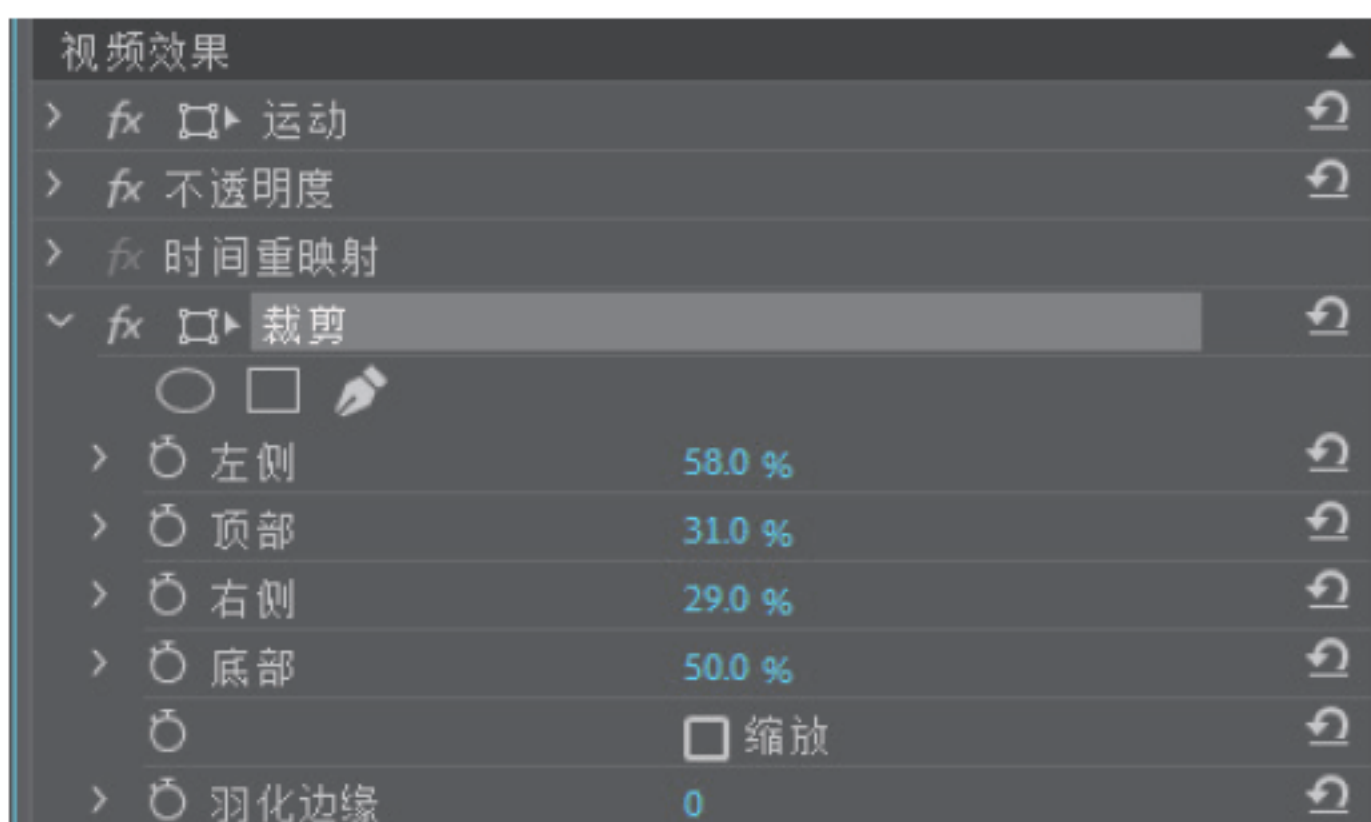 视频效果
fx 运动
fx 不透明度
fx 时间重映射
fx 裁剪
左侧 58.0 %
顶部 31.0 %
右侧 29.0 %
底部 50.0 %
缩放
羽化边缘 0